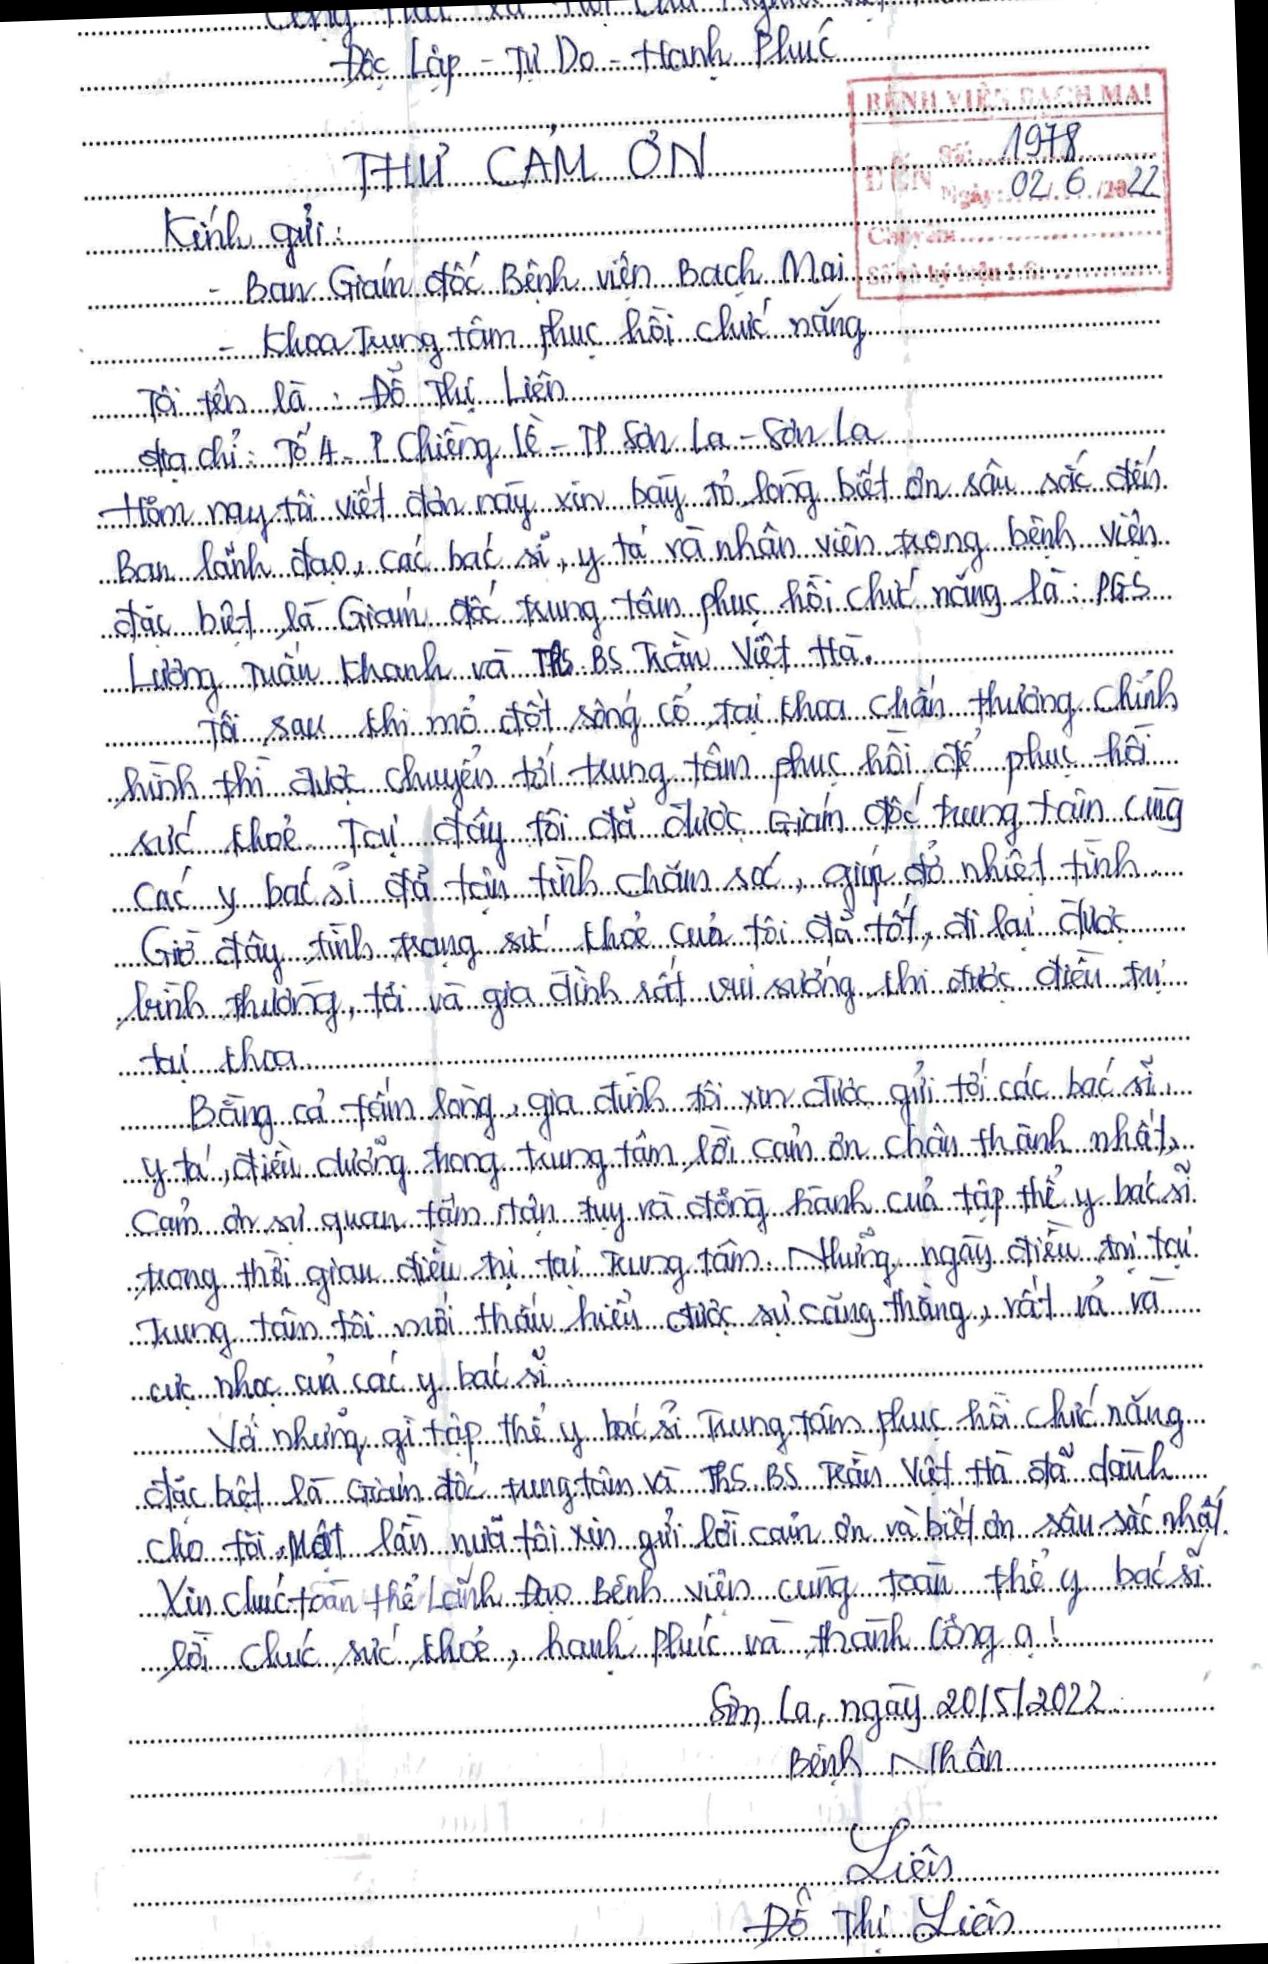 Độc Lập - Tự Do - Hạnh Phúc
BỆNH VIỆN BẠCH MAI
Số: 1978
ĐẾN Ngày: 02/6/2022
Chuyển:
THƯ CẢM ƠN
Kính gửi:
- Ban Giám đốc Bệnh viện Bạch Mai
- Khoa Trung tâm phục hồi chức năng
Tôi tên là: Đỗ Thị Liên
địa chỉ: Tổ 4 - P. Chiềng Lề - TP Sơn La - Sơn La
Hôm nay tôi viết đơn này xin bày tỏ lòng biết ơn sâu sắc đến
Ban lãnh đạo, các bác sĩ, y tá và nhân viên trong bệnh viện
đặc biệt là Giám đốc trung tâm phục hồi chức năng là: PGS
Lương Tuấn Khanh và ThS. BS Trần Việt Hà.
Tôi sau khi mổ đốt sống cổ tại khoa chấn thương chỉnh
hình thì được chuyển tới trung tâm phục hồi để phục hồi
sức khoẻ. Tại đây tôi đã được Giám đốc trung tâm cùng
các y bác sĩ đã tận tình chăm sóc, giúp đỡ nhiệt tình
Giờ đây tình trạng sức khoẻ của tôi đã tốt, đi lại được
bình thường, tôi và gia đình rất vui sướng khi được điều trị
tại khoa
Bằng cả tấm lòng, gia đình tôi xin được gửi tới các bác sĩ,
y tá, điều dưỡng trong trung tâm lời cảm ơn chân thành nhất,
cảm ơn sự quan tâm tận tụy và đồng hành của tập thể y bác sĩ
trong thời gian điều trị tại trung tâm. Những ngày điều trị tại
trung tâm tôi mới thấu hiểu được sự căng thẳng, vất vả và
cực nhọc của các y bác sĩ.
Với những gì tập thể y bác sĩ Trung tâm phục hồi chức năng
đặc biệt là Giám đốc trung tâm và ThS. BS Trần Việt Hà đã dành
cho tôi, Một lần nữa tôi xin gửi lời cảm ơn và biết ơn sâu sắc nhất.
Xin chúc toàn thể Lãnh Đạo Bệnh viện cùng toàn thể y bác sĩ
lời chúc sức khoẻ, hạnh phúc và thành công ạ!
Sơn La, ngày 20/5/2022
Bệnh Nhân
Liên
Đỗ Thị Liên